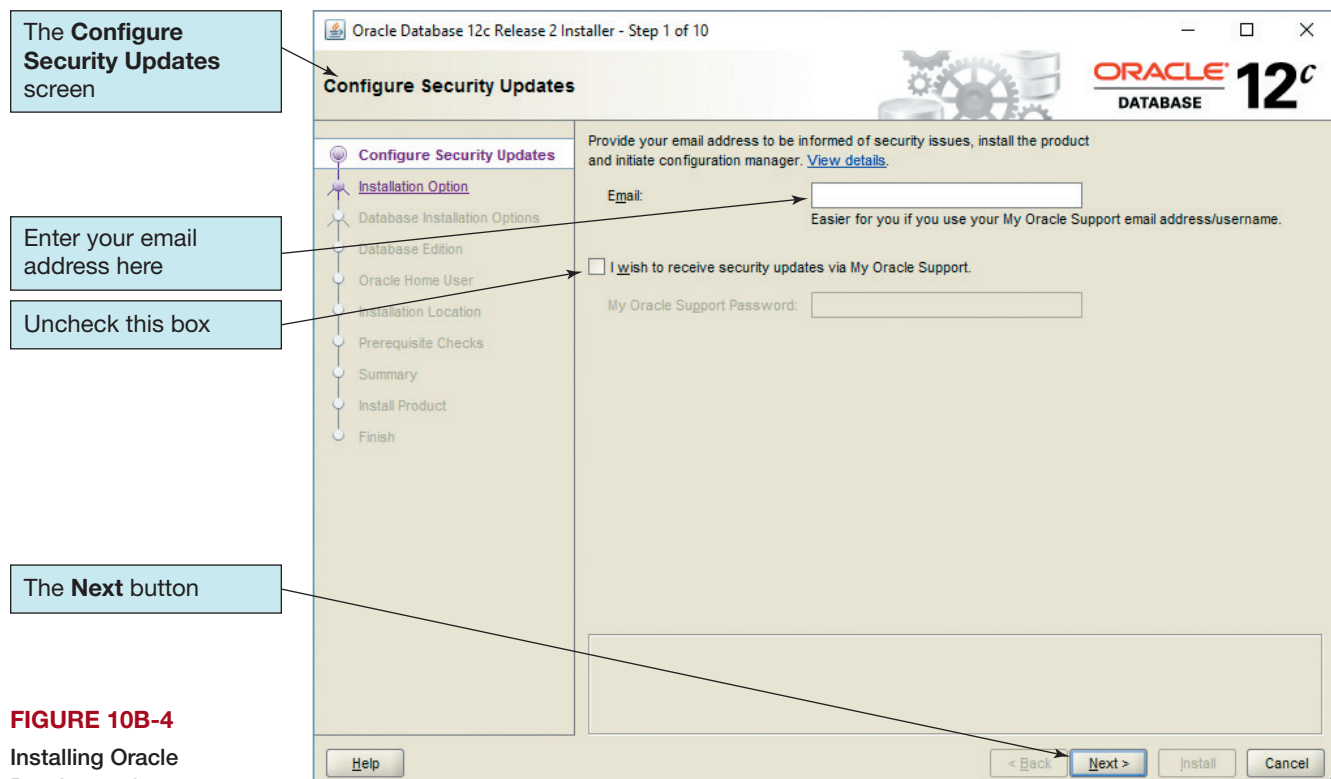 The Configure
Security Updates
screen
Enter your email
address here
Uncheck this box
The Next button
FIGURE 10B-4
Installing Oracle
Oracle Database 12c Release 2 Installer - Step 1 of 10
Configure Security Updates
ORACLE
DATABASE
12c
Configure Security Updates
Installation Option
Database Installation Options
Database Edition
Oracle Home User
Installation Location
Prerequisite Checks
Summary
Install Product
Finish
Provide your email address to be informed of security issues, install the product
and initiate configuration manager. View details.
Email:
Easier for you if you use your My Oracle Support email address/username.
I wish to receive security updates via My Oracle Support.
My Oracle Support Password:
Help
< Back
Next >
Install
Cancel